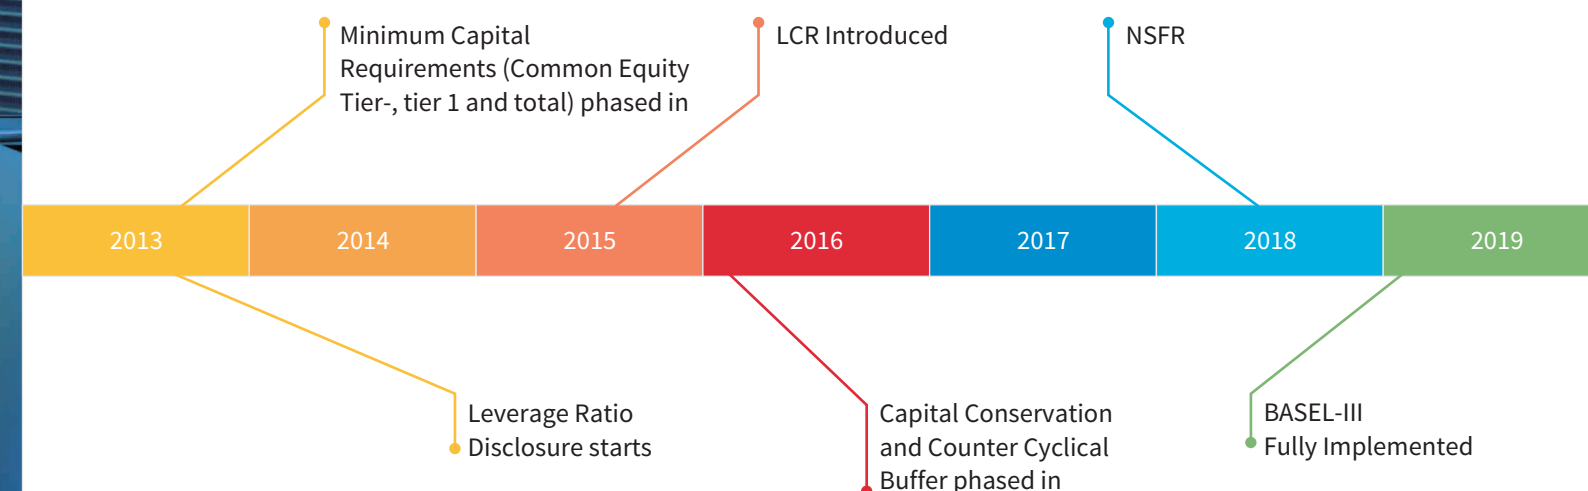 Minimum Capital
Requirements (Common Equity
Tier-, tier 1 and total) phased in
LCR Introduced
NSFR
2013
2014
2015
2016
2017
2018
2019
Leverage Ratio
Disclosure starts
Capital Conservation
and Counter Cyclical
Buffer phased in
BASEL-III
Fully Implemented